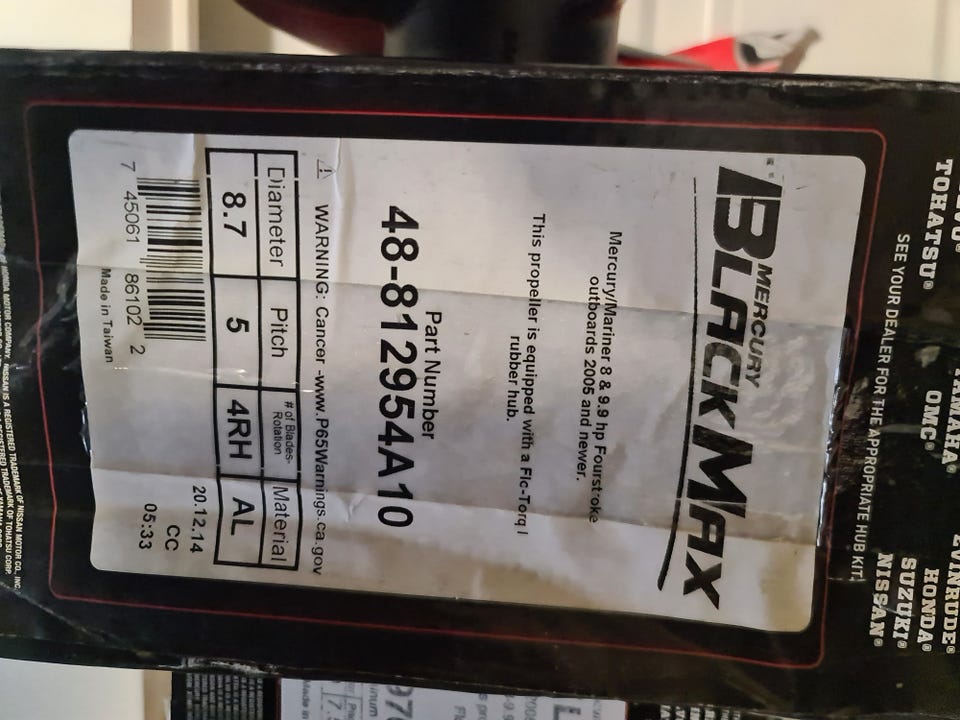 EVINRUDE®
TOHATSU® OMC® HONDA®
SUZUKI®
SEE YOUR DEALER FOR THE APPROPRIATE HUB KIT. NISSAN®
MERCURY
BLACKMAX
Mercury/Mariner 8 & 9.9 hp Fourstroke
outboards 2005 and newer.
This propeller is equipped with a Flo-Torq I
rubber hub.
Part Number
48-812954A10
⚠ WARNING: Cancer -www.P65Warnings.ca.gov
Diameter Pitch # of Blades-Rotation Material
8.7 5 4RH AL
7 45061 86102 2
20.12.14
CC
05:33
Made in Taiwan